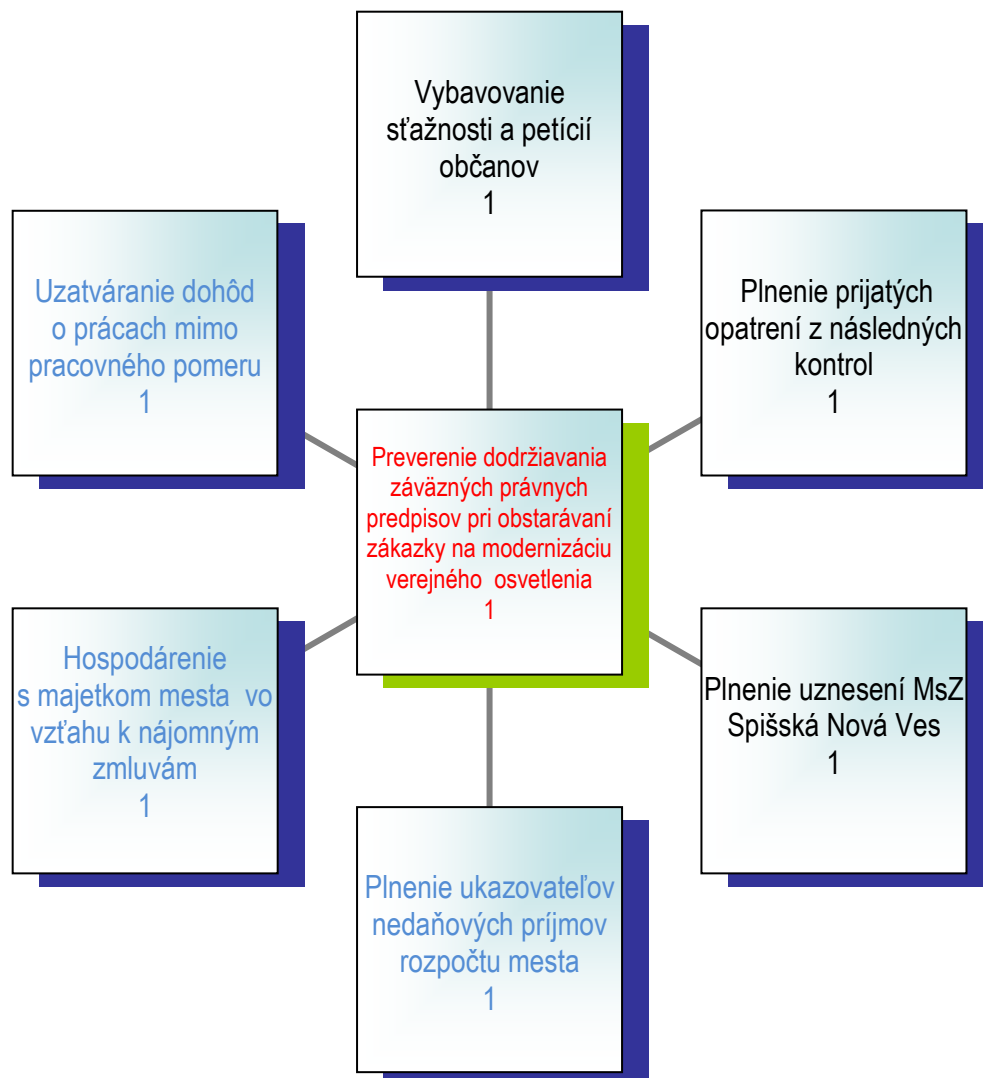 Vybavovanie
sťažnosti a petícií
občanov
1
Uzatváranie dohôd
o prácach mimo
pracovného pomeru
1
Plnenie prijatých
opatrení z následných
kontrol
1
Preverenie dodržiavania
záväzných právnych
predpisov pri obstarávaní
zákazky na modernizáciu
verejného osvetlenia
1
Hospodárenie
s majetkom mesta vo
vzťahu k nájomným
zmluvám
1
Plnenie uznesení MsZ
Spišská Nová Ves
1
Plnenie ukazovateľov
nedaňových príjmov
rozpočtu mesta
1